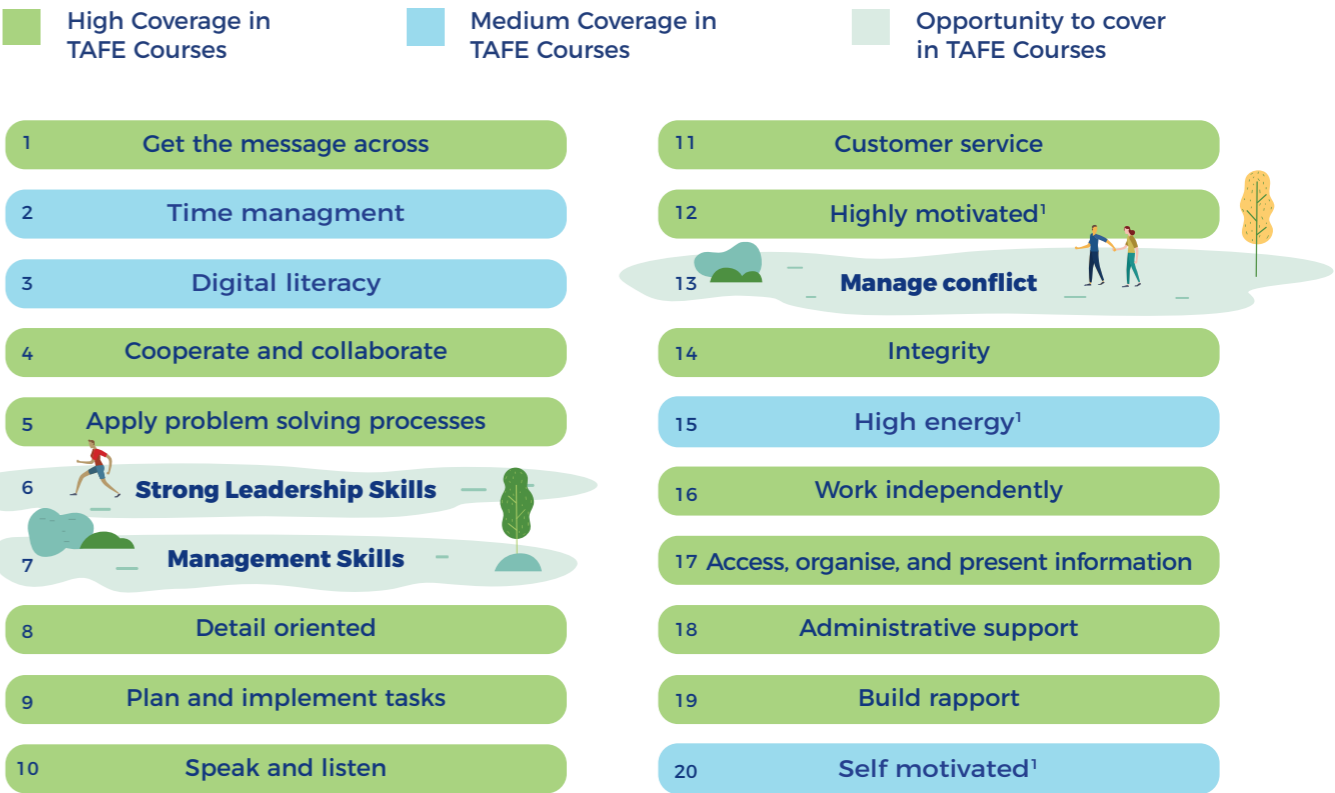 High Coverage in
TAFE Courses
Medium Coverage in
TAFE Courses
Opportunity to cover
in TAFE Courses
1 Get the message across
2 Time managment
3 Digital literacy
4 Cooperate and collaborate
5 Apply problem solving processes
6 Strong Leadership Skills
7 Management Skills
8 Detail oriented
9 Plan and implement tasks
10 Speak and listen
11 Customer service
12 Highly motivated¹
13 Manage conflict
14 Integrity
15 High energy¹
16 Work independently
17 Access, organise, and present information
18 Administrative support
19 Build rapport
20 Self motivated¹